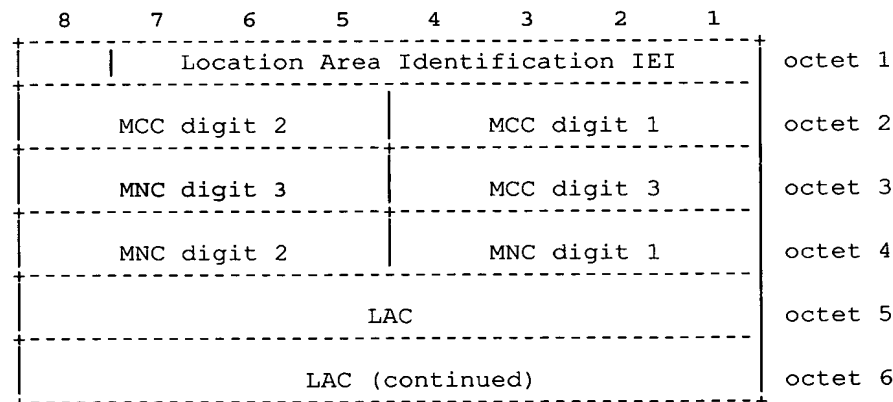 8 7 6 5 4 3 2 1
Location Area Identification IEI octet 1
MCC digit 2 MCC digit 1 octet 2
MNC digit 3 MCC digit 3 octet 3
MNC digit 2 MNC digit 1 octet 4
LAC octet 5
LAC (continued) octet 6